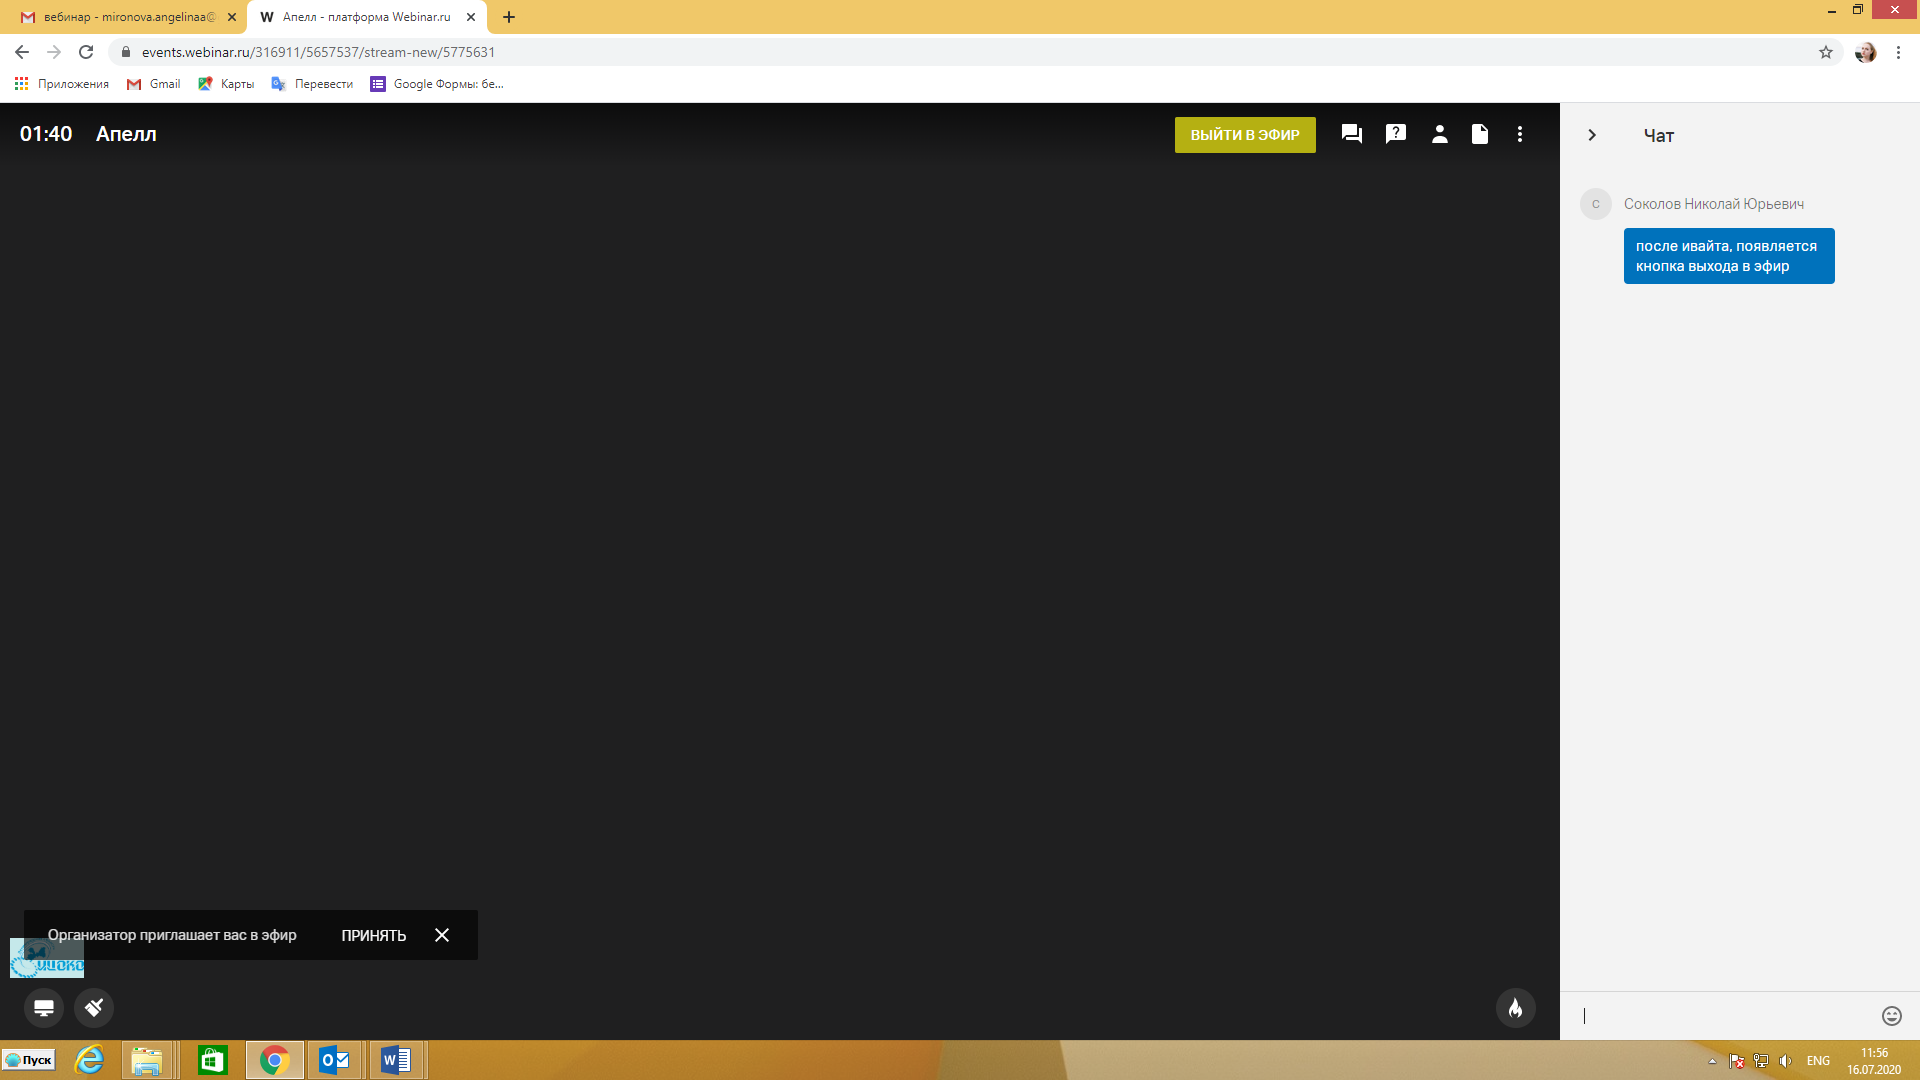 вебинар - mironova.angelinaa@
Апелл - платформа Webinar.ru
events.webinar.ru/316911/5657537/stream-new/5775631
Приложения
Gmail
Карты
Перевести
Google Формы: бе...
01:40 Апелл
ВЫЙТИ В ЭФИР
Чат
С
Соколов Николай Юрьевич
после ивайта, появляется
кнопка выхода в эфир
Организатор приглашает вас в эфир
ПРИНЯТЬ
Пуск
ENG
11:56
16.07.2020